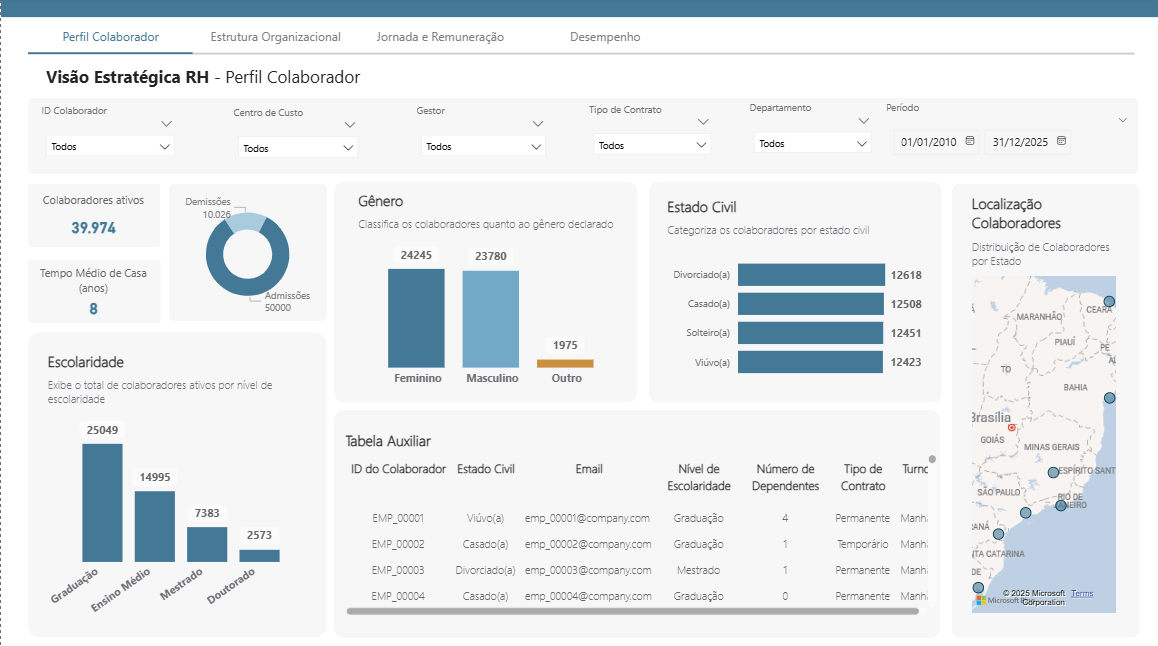 Perfil Colaborador
Estrutura Organizacional
Jornada e Remuneração
Desempenho
Visão Estratégica RH - Perfil Colaborador
ID Colaborador
Todos
Centro de Custo
Todos
Gestor
Todos
Tipo de Contrato
Todos
Departamento
Todos
Período
01/01/2010
31/12/2025
Colaboradores ativos
39.974
Tempo Médio de Casa
(anos)
8
Demissões
10.026
Admissões
50000
Gênero
Classifica os colaboradores quanto ao gênero declarado
24245
23780
1975
Feminino
Masculino
Outro
Estado Civil
Categoriza os colaboradores por estado civil
Divorciado(a)
12618
Casado(a)
12508
Solteiro(a)
12451
Viúvo(a)
12423
Localização
Colaboradores
Distribuição de Colaboradores
por Estado
CEARÁ
MARANHÃO
PIAUÍ
PE
TO
BAHIA
Brasília
GOIÁS
MINAS GERAIS
ESPÍRITO SANT
SÃO PAULO
RIO DE
JANEIRO
ANÁ
TA CATARINA
DE
© 2025 Microsoft
Corporation
Terms
Microsoft
Escolaridade
Exibe o total de colaboradores ativos por nível de
escolaridade
25049
14995
7383
2573
Graduação
Ensino Médio
Mestrado
Doutorado
Tabela Auxiliar
ID do Colaborador Estado Civil Email Nível de Escolaridade Número de Dependentes Tipo de Contrato Turno
EMP_00001 Viúvo(a) emp_00001@company.com Graduação 4 Permanente Manh
EMP_00002 Casado(a) emp_00002@company.com Graduação 1 Temporário Manh
EMP_00003 Divorciado(a) emp_00003@company.com Mestrado 1 Permanente Manh
EMP_00004 Casado(a) emp_00004@company.com Graduação 0 Permanente Manh